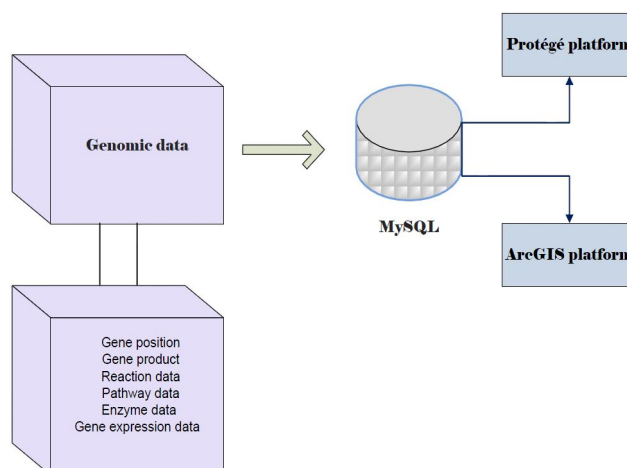 Protégé platform
Genomic data
MySQL
ArcGIS platform
Gene position
Gene product
Reaction data
Pathway data
Enzyme data
Gene expression data